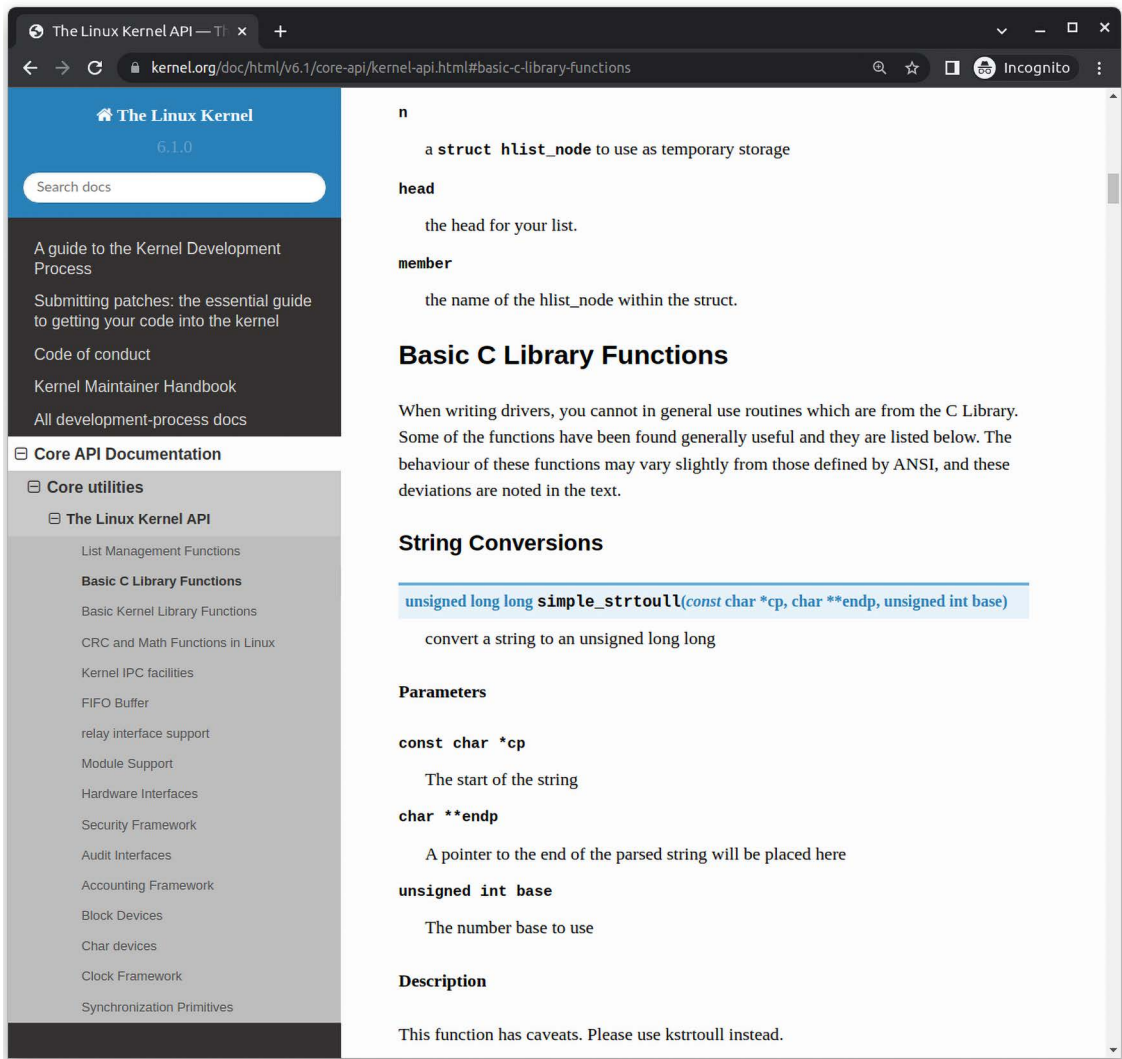 The Linux Kernel API — Th
kernel.org/doc/html/v6.1/core-api/kernel-api.html#basic-c-library-functions
Incognito
The Linux Kernel
6.1.0
Search docs
A guide to the Kernel Development
Process
Submitting patches: the essential guide
to getting your code into the kernel
Code of conduct
Kernel Maintainer Handbook
All development-process docs
Core API Documentation
Core utilities
The Linux Kernel API
List Management Functions
Basic C Library Functions
Basic Kernel Library Functions
CRC and Math Functions in Linux
Kernel IPC facilities
FIFO Buffer
relay interface support
Module Support
Hardware Interfaces
Security Framework
Audit Interfaces
Accounting Framework
Block Devices
Char devices
Clock Framework
Synchronization Primitives
n
a struct hlist_node to use as temporary storage
head
the head for your list.
member
the name of the hlist_node within the struct.
Basic C Library Functions
When writing drivers, you cannot in general use routines which are from the C Library.
Some of the functions have been found generally useful and they are listed below. The
behaviour of these functions may vary slightly from those defined by ANSI, and these
deviations are noted in the text.
String Conversions
unsigned long long simple_strtoull(const char *cp, char **endp, unsigned int base)
convert a string to an unsigned long long
Parameters
const char *cp
The start of the string
char **endp
A pointer to the end of the parsed string will be placed here
unsigned int base
The number base to use
Description
This function has caveats. Please use kstrtoull instead.